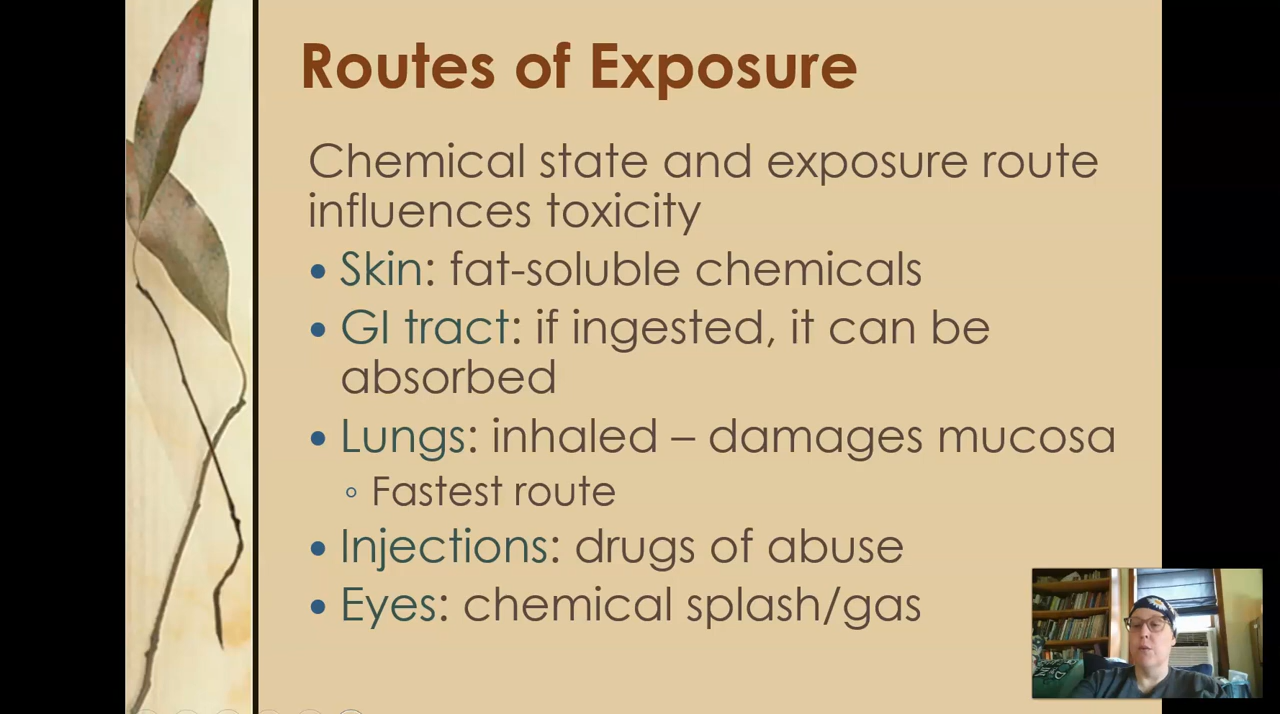 Routes of Exposure
Chemical state and exposure route
influences toxicity
• Skin: fat-soluble chemicals
• GI tract: if ingested, it can be
absorbed
• Lungs: inhaled – damages mucosa
◦ Fastest route
• Injections: drugs of abuse
• Eyes: chemical splash/gas